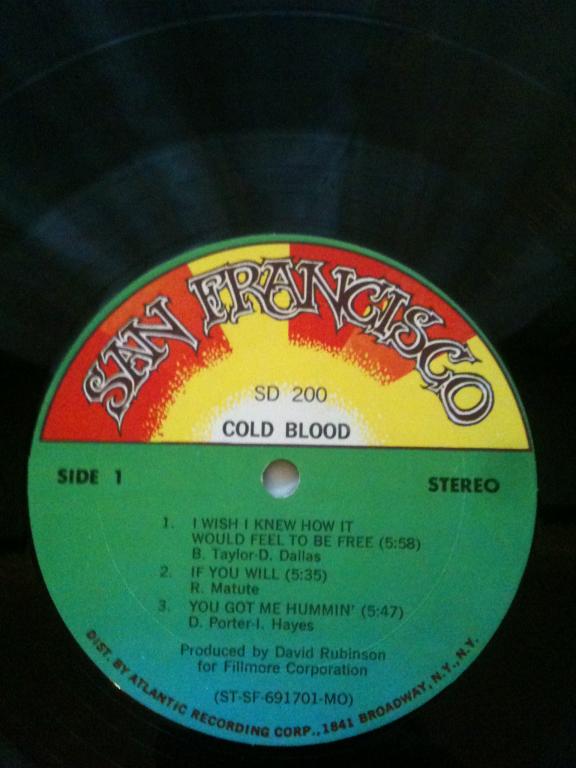 SAN FRANCISCO
SD 200
COLD BLOOD
SIDE 1
STEREO
1. I WISH I KNEW HOW IT
WOULD FEEL TO BE FREE (5:58)
B. Taylor-D. Dallas
2. IF YOU WILL (5:35)
R. Matute
3. YOU GOT ME HUMMIN' (5:47)
D. Porter-I. Hayes
Produced by David Rubinson
for Fillmore Corporation
(ST-SF-691701-MO)
DIST. BY ATLANTIC RECORDING CORP., 1841 BROADWAY, N.Y., N.Y.